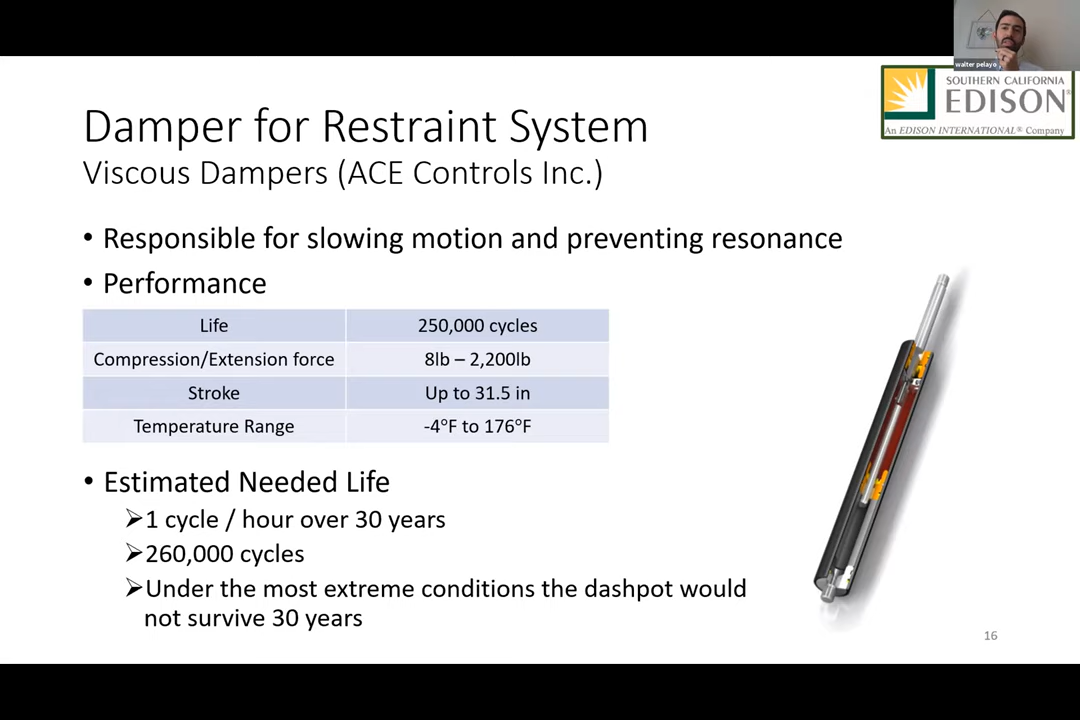 walter pelayo
SOUTHERN CALIFORNIA
EDISON®
An EDISON INTERNATIONAL® Company
Damper for Restraint System
Viscous Dampers (ACE Controls Inc.)
• Responsible for slowing motion and preventing resonance
• Performance
Life 250,000 cycles
Compression/Extension force 8lb – 2,200lb
Stroke Up to 31.5 in
Temperature Range -4°F to 176°F
• Estimated Needed Life
➢1 cycle / hour over 30 years
➢260,000 cycles
➢Under the most extreme conditions the dashpot would
not survive 30 years
16